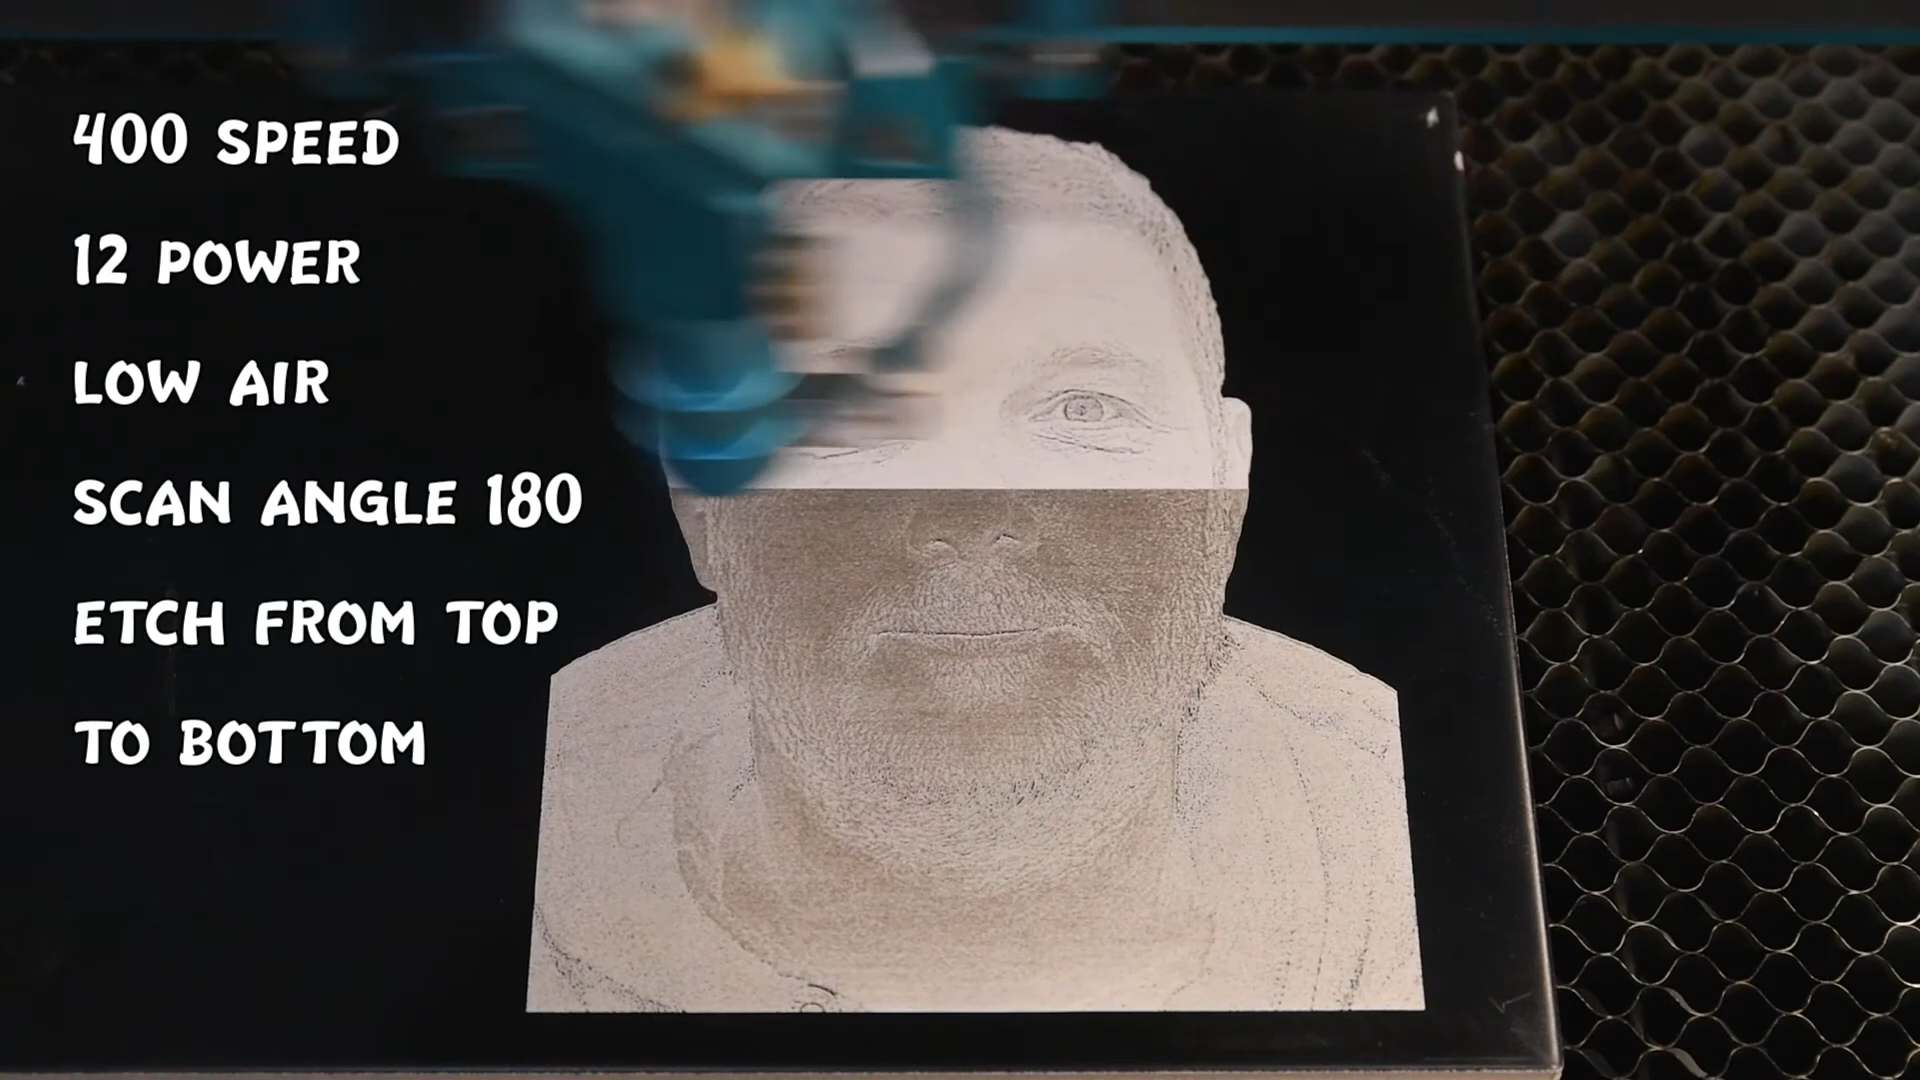 400 SPEED
12 POWER
LOW AIR
SCAN ANGLE 180
ETCH FROM TOP
TO BOTTOM